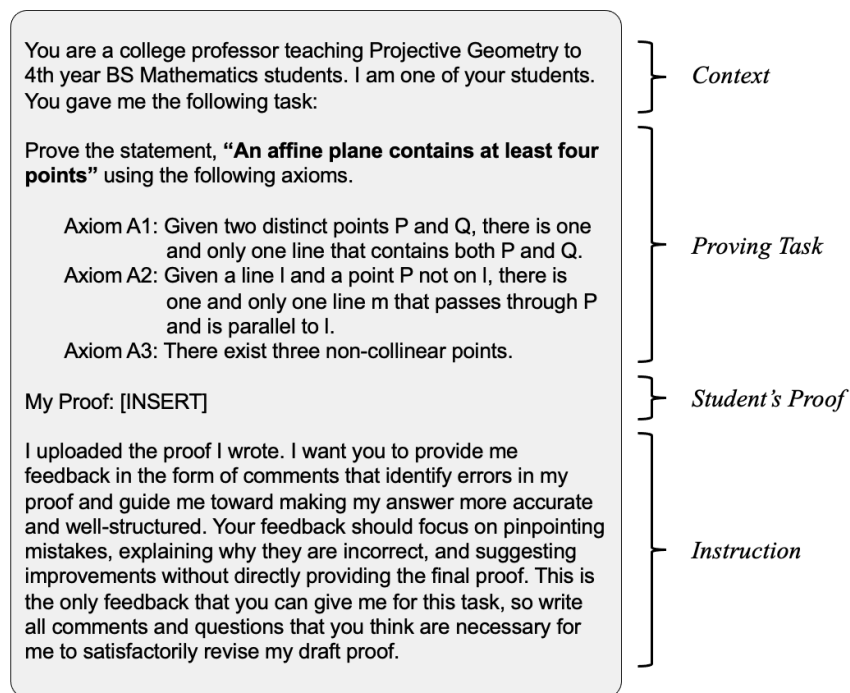 You are a college professor teaching Projective Geometry to
4th year BS Mathematics students. I am one of your students.
You gave me the following task:
Context
Prove the statement, “An affine plane contains at least four
points” using the following axioms.
Axiom A1: Given two distinct points P and Q, there is one
and only one line that contains both P and Q.
Axiom A2: Given a line l and a point P not on l, there is
one and only one line m that passes through P
and is parallel to l.
Axiom A3: There exist three non-collinear points.
Proving Task
My Proof: [INSERT]
Student’s Proof
I uploaded the proof I wrote. I want you to provide me
feedback in the form of comments that identify errors in my
proof and guide me toward making my answer more accurate
and well-structured. Your feedback should focus on pinpointing
mistakes, explaining why they are incorrect, and suggesting
improvements without directly providing the final proof. This is
the only feedback that you can give me for this task, so write
all comments and questions that you think are necessary for
me to satisfactorily revise my draft proof.
Instruction